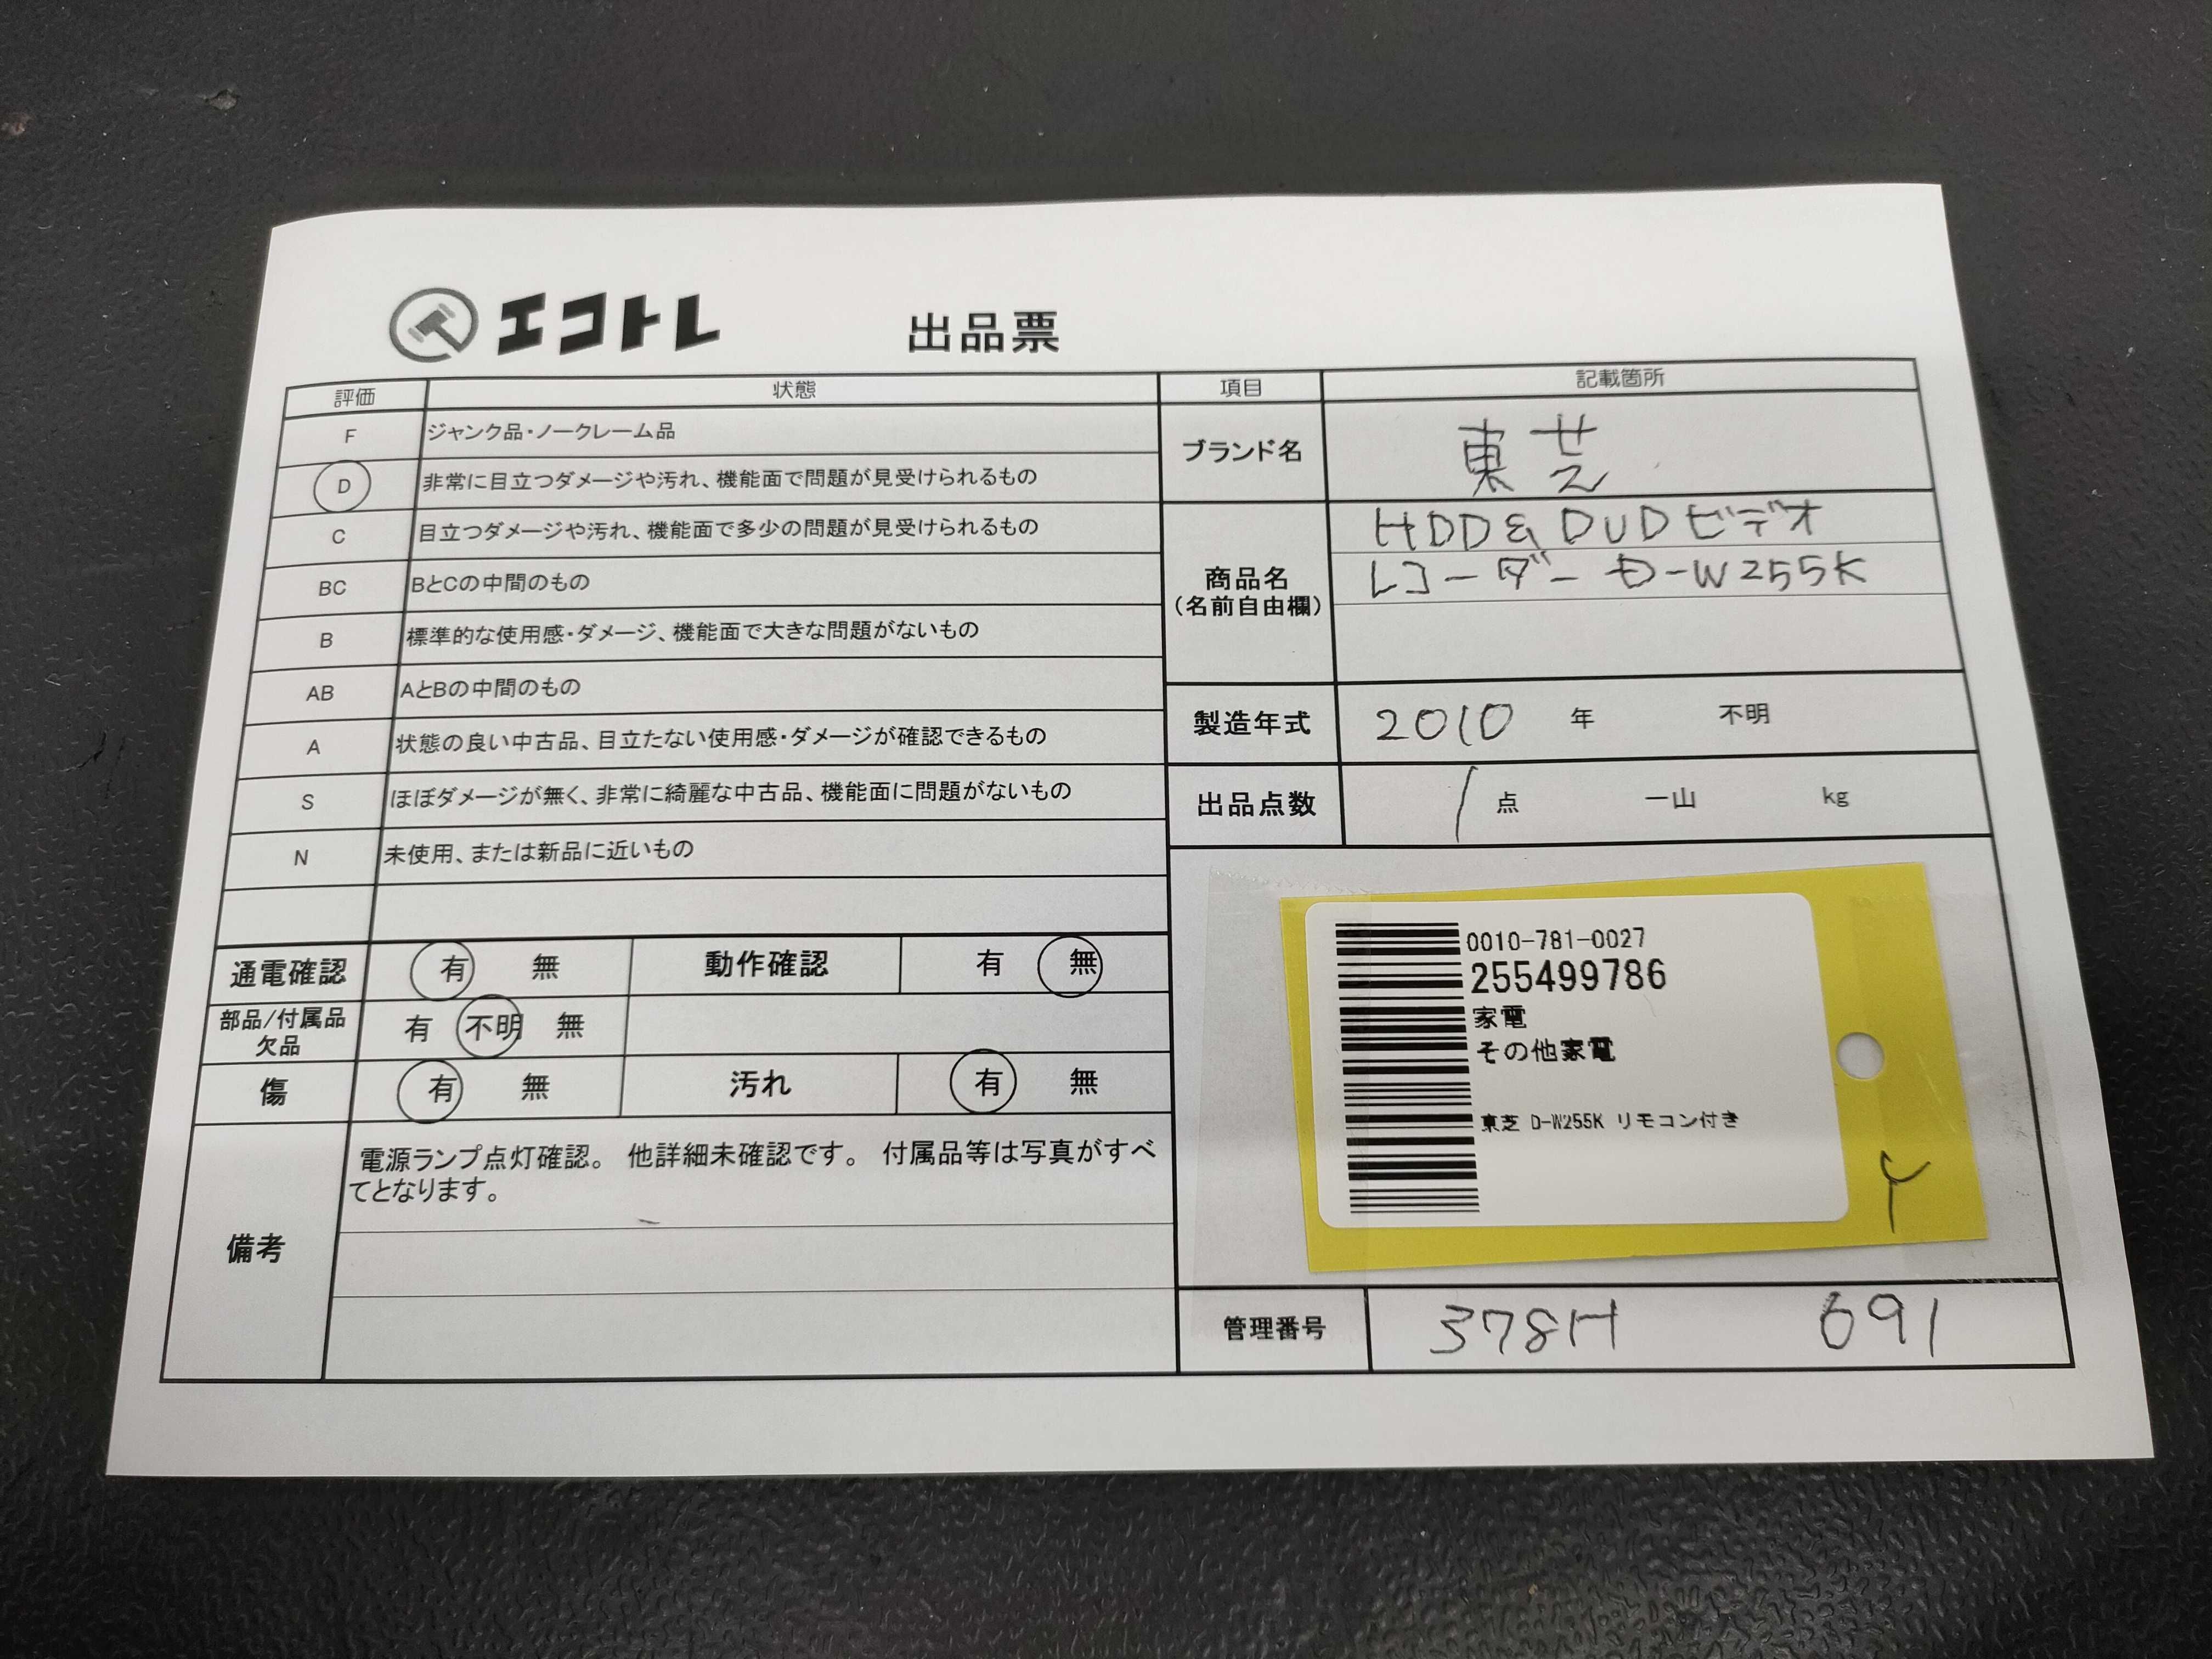 エコトレ 出品票
評価 状態
F ジャンク品・ノークレーム品
D 非常に目立つダメージや汚れ、機能面で問題が見受けられるもの
C 目立つダメージや汚れ、機能面で多少の問題が見受けられるもの
BC BとCの中間のもの
B 標準的な使用感・ダメージ、機能面で大きな問題がないもの
AB AとBの中間のもの
A 状態の良い中古品、目立たない使用感・ダメージが確認できるもの
S ほぼダメージが無く、非常に綺麗な中古品、機能面に問題がないもの
N 未使用、または新品に近いもの
通電確認 有 無 動作確認 有 無
部品/付属品
欠品
有 不明 無
傷 有 無 汚れ 有 無
備考
電源ランプ点灯確認。 他詳細未確認です。 付属品等は写真がすべ
てとなります。
項目 記載箇所
ブランド名 東芝
商品名
(名前自由欄)
HDD&DVDビデオ
レコーダー D-W255K
製造年式 2010 年 不明
出品点数 1 点 一山 kg
0010-781-0027
255499786
家電
その他家電
東芝 D-W255K リモコン付き
Y
管理番号 378H 691